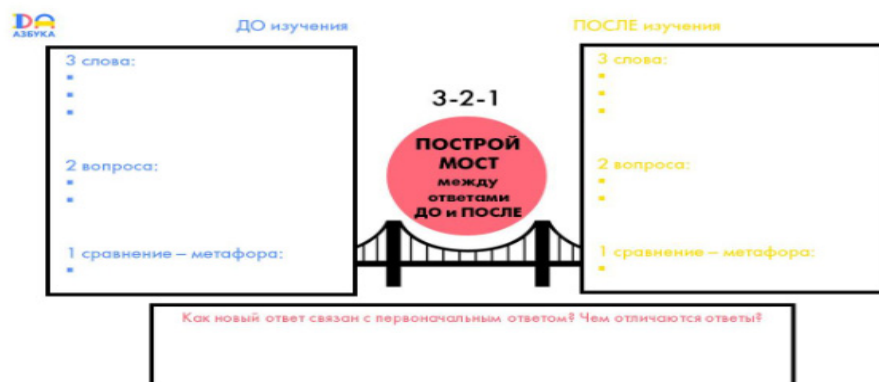 DA
АЗБУКА
ДО изучения
ПОСЛЕ изучения
3 слова:
2 вопроса:
1 сравнение – метафора:
3-2-1
ПОСТРОЙ
МОСТ
между
ответами
ДО и ПОСЛЕ
3 слова:
2 вопроса:
1 сравнение – метафора:
Как новый ответ связан с первоначальным ответом? Чем отличаются ответы?